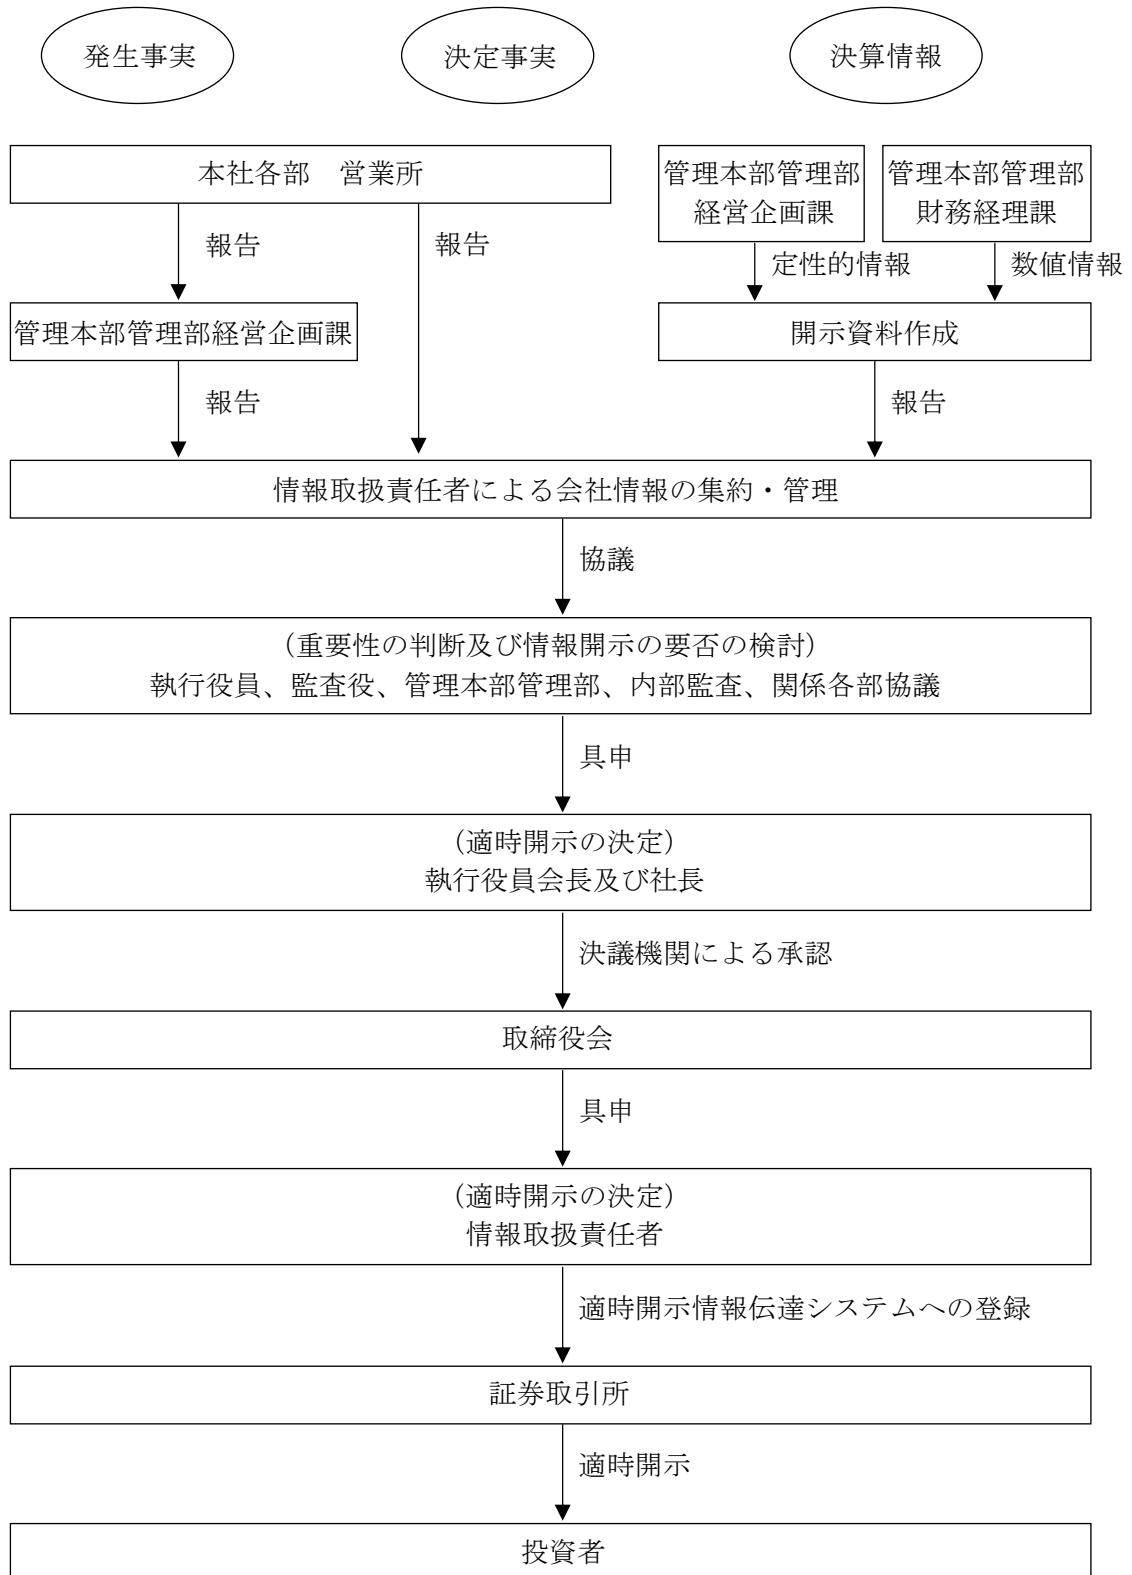 発生事実
決定事実
決算情報
本社各部　営業所
管理本部管理部
経営企画課
管理本部管理部
財務経理課
報告
報告
定性的情報
数値情報
管理本部管理部経営企画課
開示資料作成
報告
報告
情報取扱責任者による会社情報の集約・管理
協議
（重要性の判断及び情報開示の要否の検討）
執行役員、監査役、管理本部管理部、内部監査、関係各部協議
具申
（適時開示の決定）
執行役員会長及び社長
決議機関による承認
取締役会
具申
（適時開示の決定）
情報取扱責任者
適時開示情報伝達システムへの登録
証券取引所
適時開示
投資者